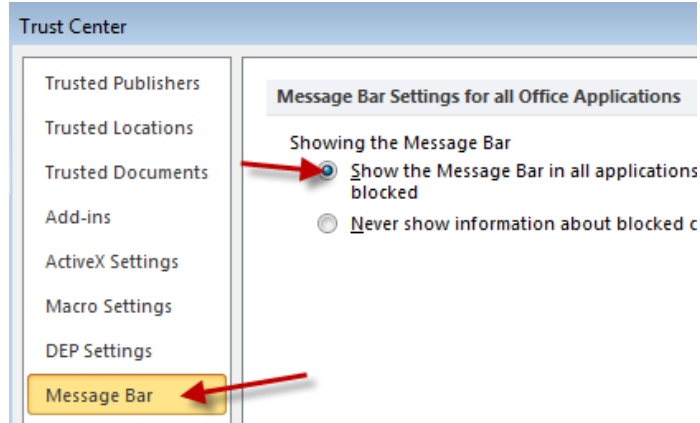 Trust Center
Trusted Publishers
Trusted Locations
Trusted Documents
Add-ins
ActiveX Settings
Macro Settings
DEP Settings
Message Bar
Message Bar Settings for all Office Applications
Showing the Message Bar
Show the Message Bar in all applications
blocked
Never show information about blocked c